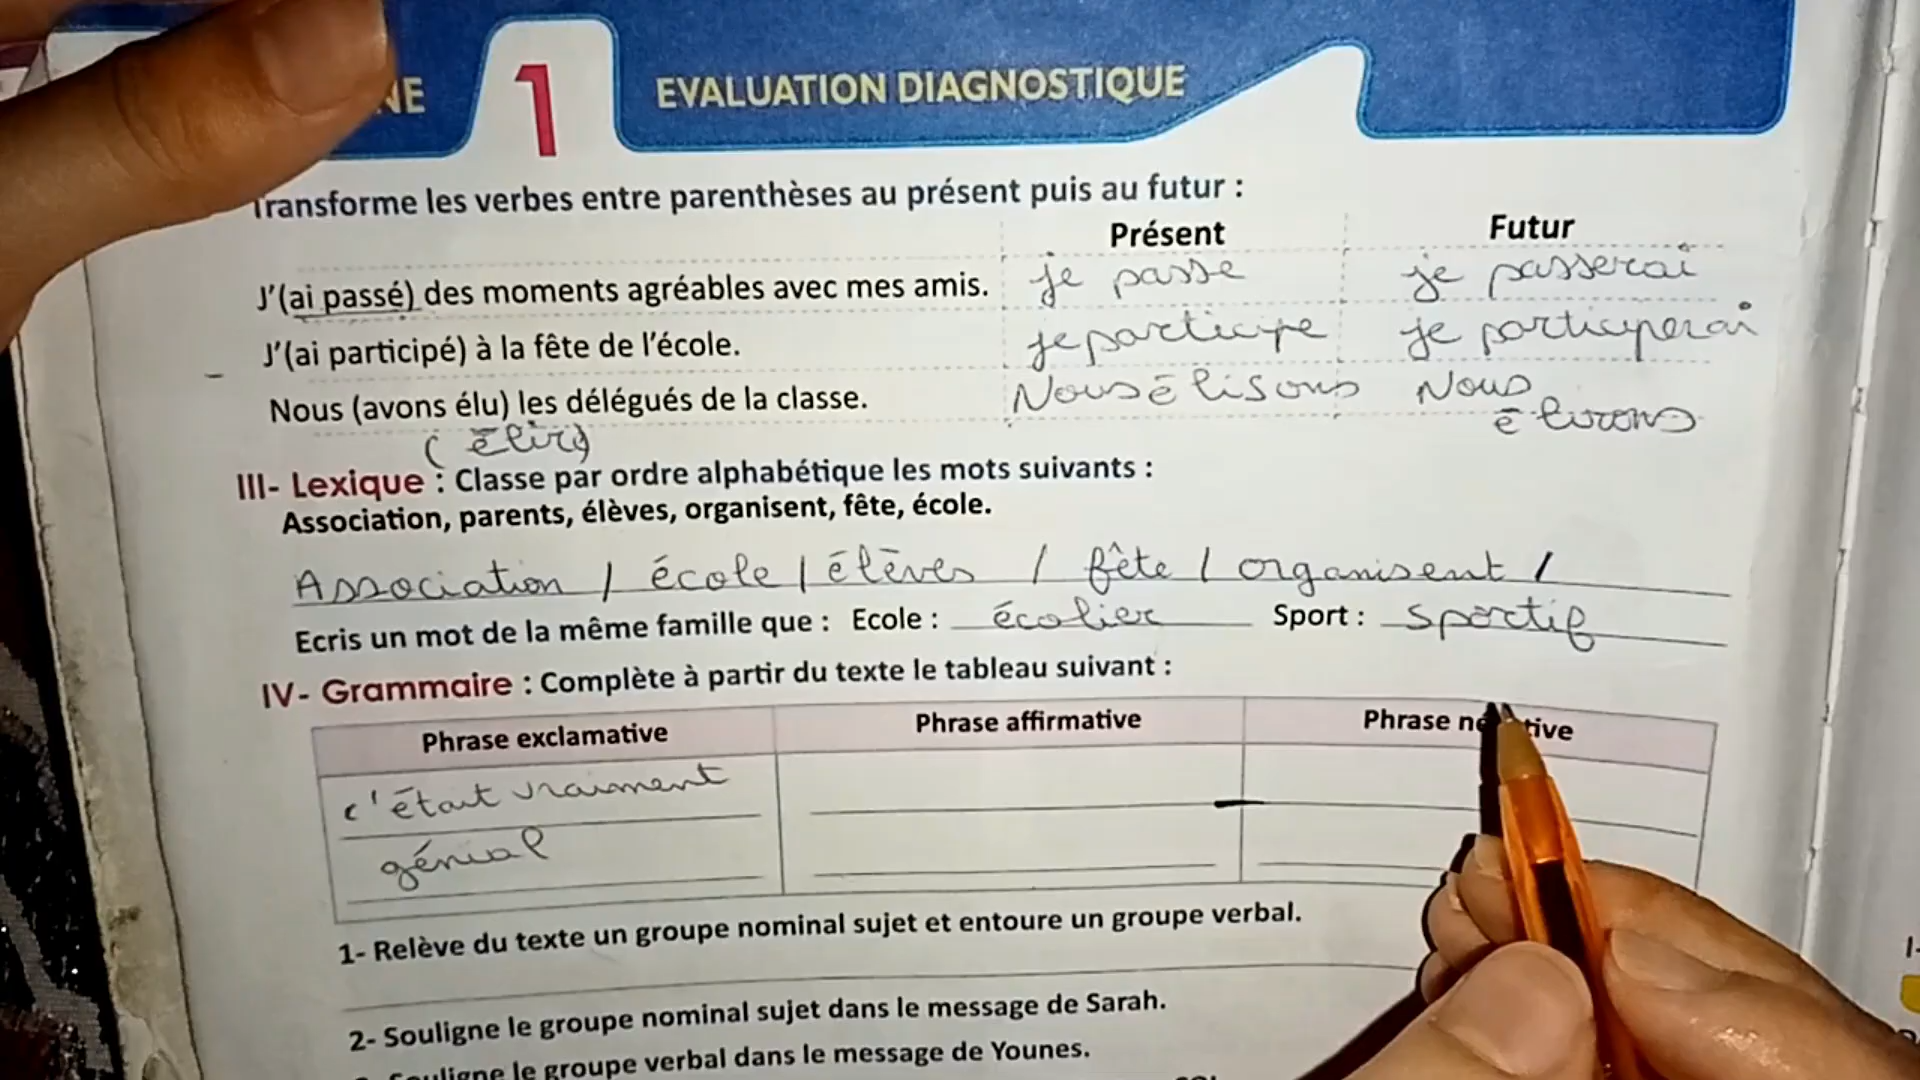 NE 1 EVALUATION DIAGNOSTIQUE
Transforme les verbes entre parenthèses au présent puis au futur :
Présent Futur
J'(ai passé) des moments agréables avec mes amis. je passe je passerai
J'(ai participé) à la fête de l'école. je participe je participerai
Nous (avons élu) les délégués de la classe. Nous élisons Nous
élirons
(élire)
III- Lexique : Classe par ordre alphabétique les mots suivants :
Association, parents, élèves, organisent, fête, école.
Association / école / élèves / fête / organisent /
Ecris un mot de la même famille que : Ecole : écolier Sport : sportif
IV- Grammaire : Complète à partir du texte le tableau suivant :
Phrase exclamative Phrase affirmative Phrase né tive
c'était vraiment
génial
1- Relève du texte un groupe nominal sujet et entoure un groupe verbal.
2- Souligne le groupe nominal sujet dans le message de Sarah.
Souligne le groupe verbal dans le message de Younes.